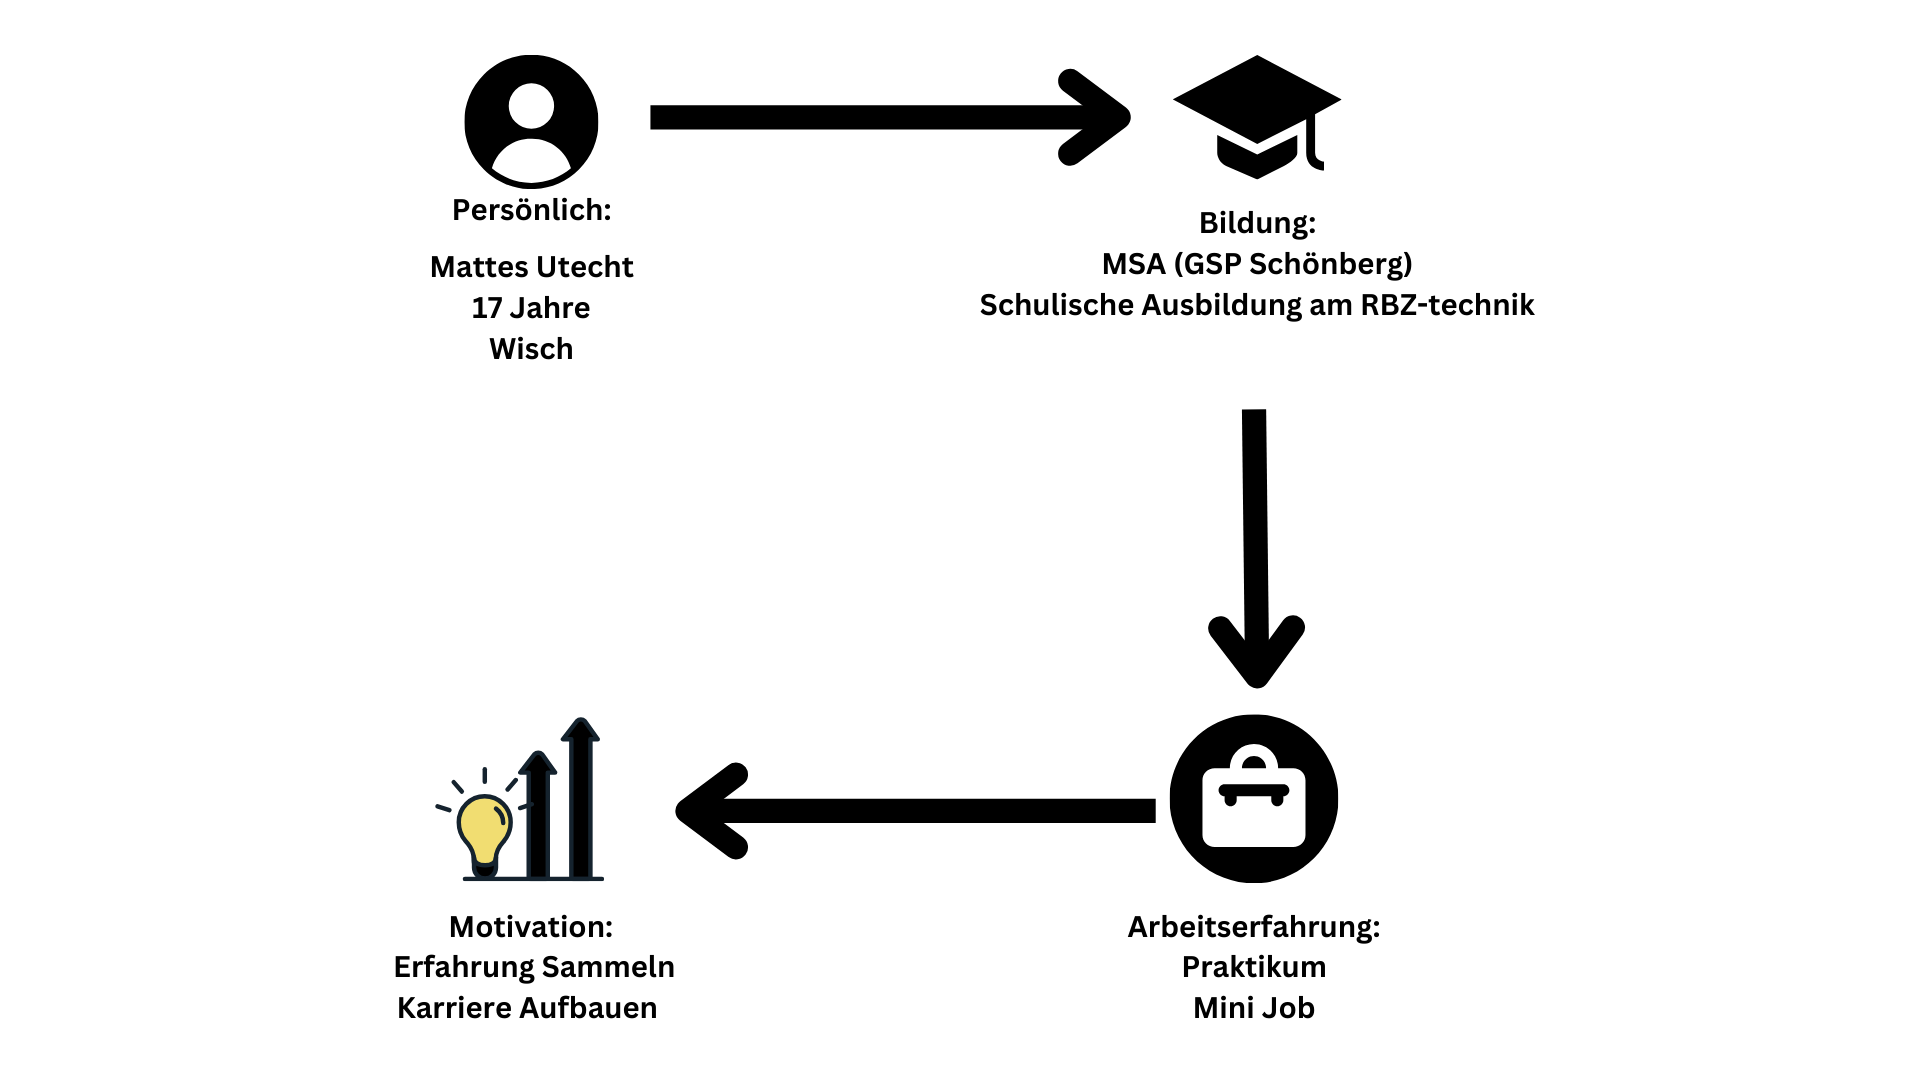 Persönlich:
Mattes Utecht
17 Jahre
Wisch
Bildung:
MSA (GSP Schönberg)
Schulische Ausbildung am RBZ-technik
Arbeitserfahrung:
Praktikum
Mini Job
Motivation:
Erfahrung Sammeln
Karriere Aufbauen